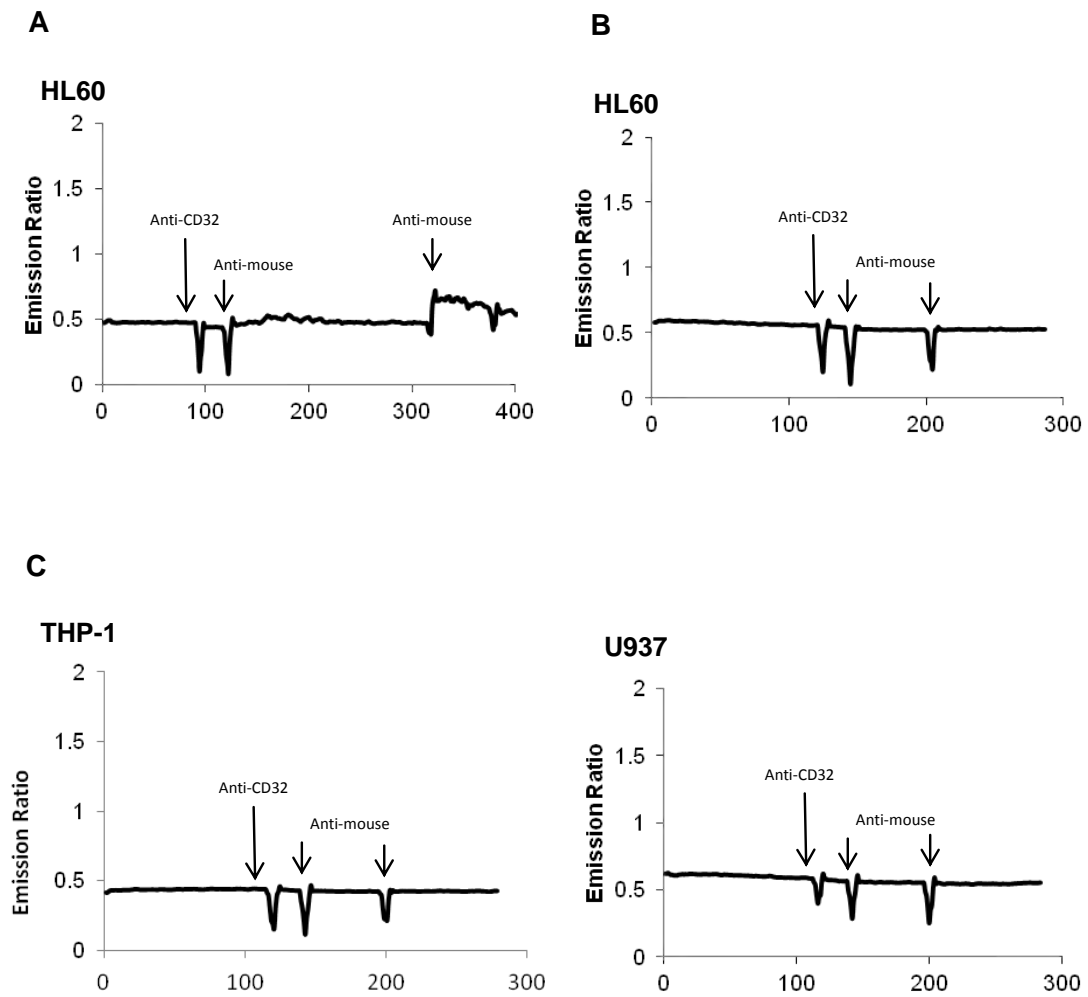 A
HL60
Emission Ratio
2
1.5
1
0.5
0
0
100
200
300
400
Anti-CD32
Anti-mouse
Anti-mouse
B
HL60
Emission Ratio
2
1.5
1
0.5
0
0
100
200
300
Anti-CD32
Anti-mouse
C
THP-1
Emission Ratio
2
1.5
1
0.5
0
0
100
200
300
Anti-CD32
Anti-mouse
U937
Emission Ratio
2
1.5
1
0.5
0
0
100
200
300
Anti-CD32
Anti-mouse